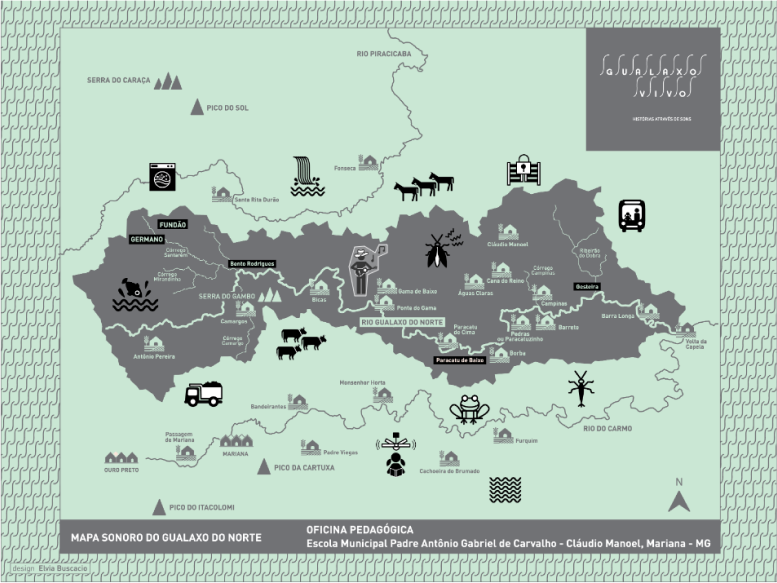 RIO PIRACICABA
SERRA DO CARAÇA
PICO DO SOL
GUALAXO
VIVO
HISTÓRIAS ATRAVÉS DE SONS
Fonseca
Santa Rita Durão
FUNDÃO
GERMANO
Córrego
Santarém
Córrego
Mirandinha
Bento Rodrigues
SERRA DO GAMBO
Camargos
Córrego
Camargo
Bicas
Antônio Pereira
Gama de Baixo
Ponte do Gama
RIO GUALAXO DO NORTE
Cláudio Manoel
Águas Claras
Cana do Reino
Córrego
Campinas
Campinas
Gesteira
Barra Longa
Volta da
Capela
Paracatu
de Cima
Pedras
ou Paracatuzinho
Barreto
Borba
Paracatu de Baixo
Monsenhor Horta
Bandeirantes
RIO DO CARMO
Passagem
de Mariana
MARIANA
OURO PRETO
Padre Viegas
Furquim
Cachoeira do Brumado
PICO DA CARTUXA
PICO DO ITACOLOMI
N
MAPA SONORO DO GUALAXO DO NORTE
OFICINA PEDAGÓGICA
Escola Municipal Padre Antônio Gabriel de Carvalho - Cláudio Manoel, Mariana - MG
design Elvia Buscacio